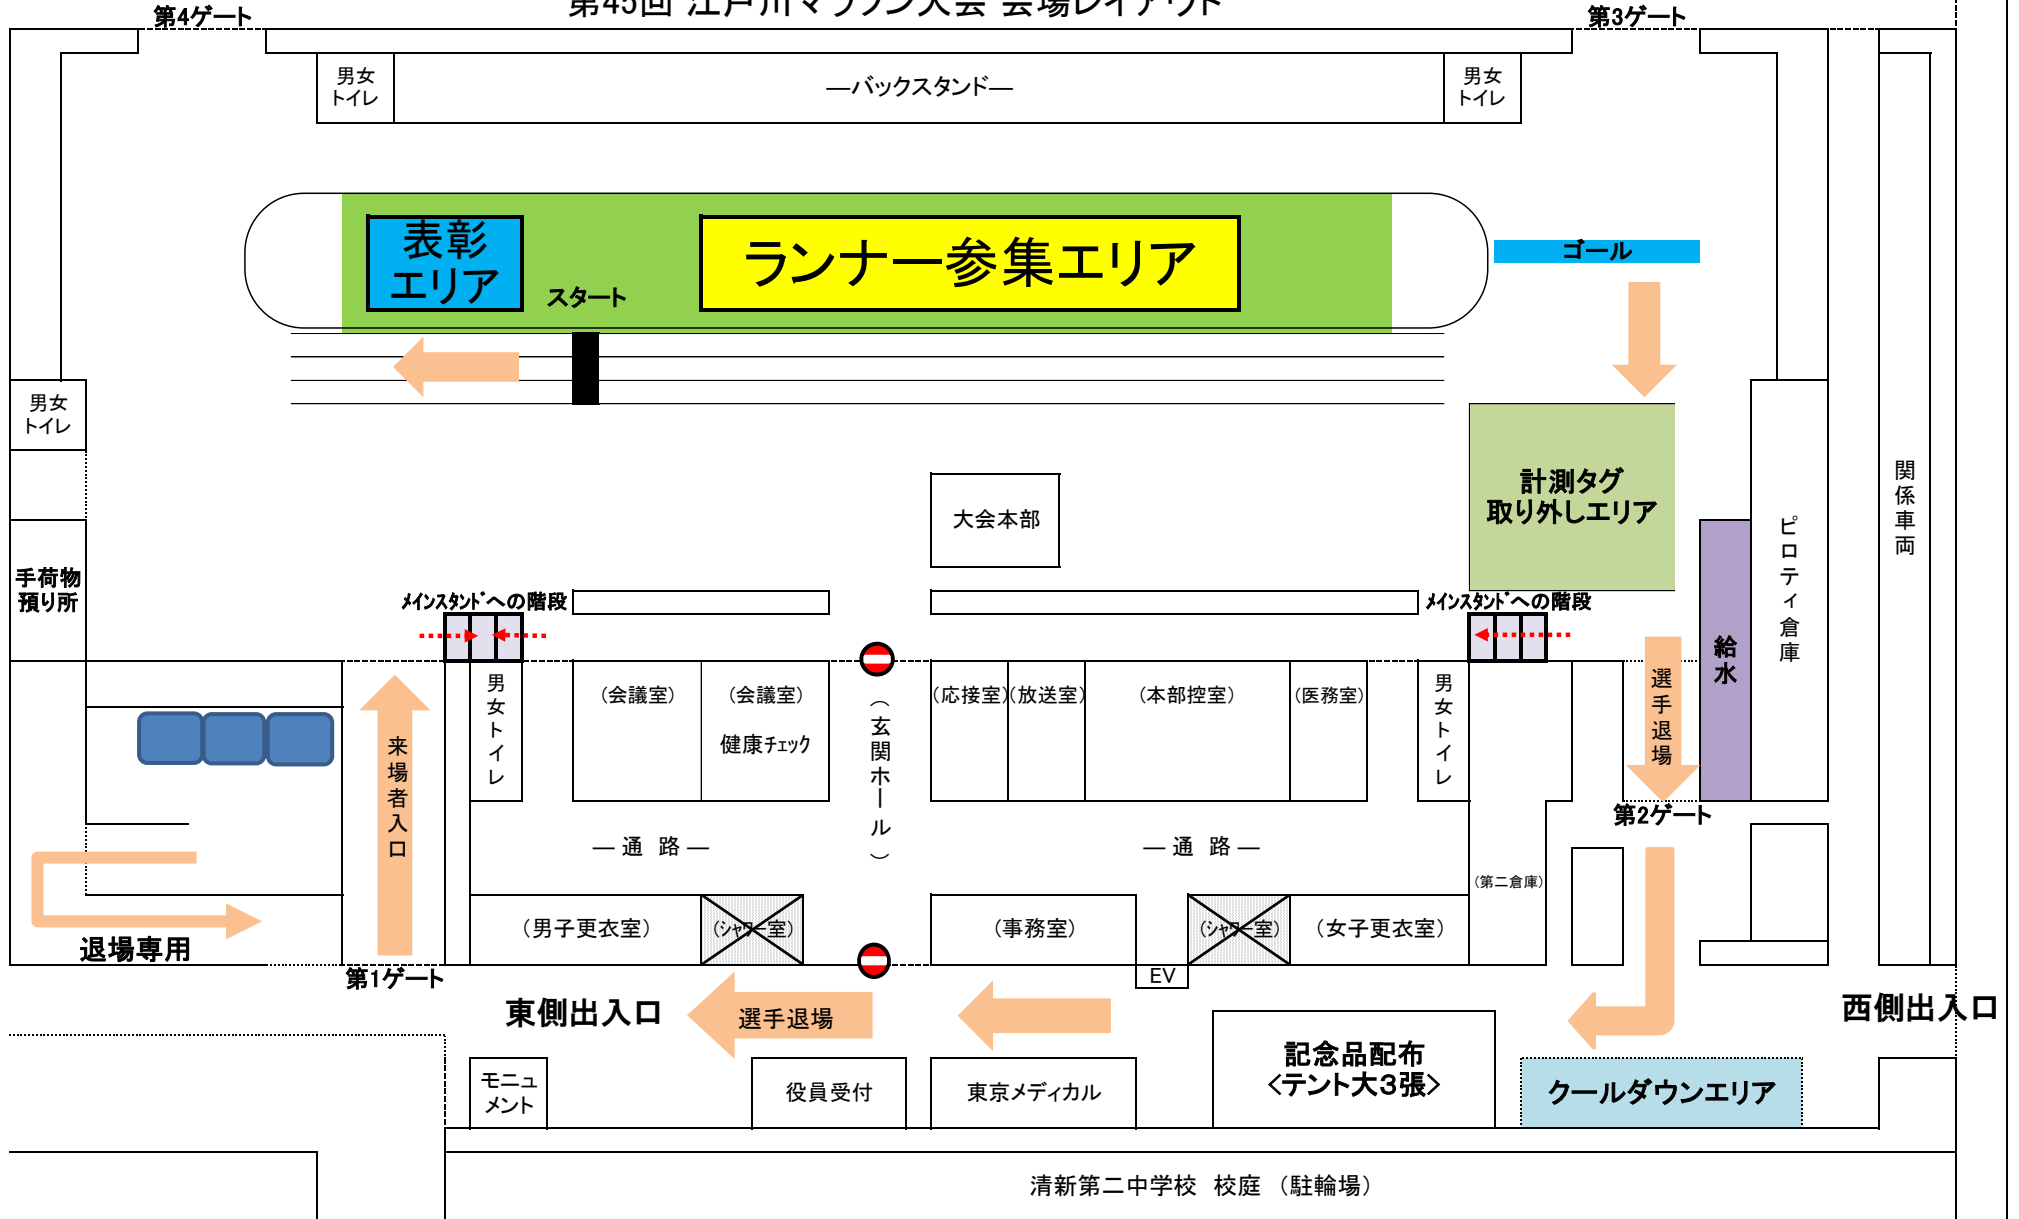 第45回 江戸川マラソン大会 会場レイアウト
第4ゲート
第3ゲート
男女
トイレ
―バックスタンド―
男女
トイレ
表彰
エリア
スタート
ランナー参集エリア
ゴール
男女
トイレ
計測タグ
取り外しエリア
大会本部
関係車両
ピロティ倉庫
手荷物
預り所
ﾒｲﾝｽﾀﾝﾄﾞへの階段
ﾒｲﾝｽﾀﾝﾄﾞへの階段
給水
選手退場
来場者入口
男女トイレ
（会議室）
（会議室）
健康ﾁｪｯｸ
（玄関ホール）
（応接室）
（放送室）
（本部控室）
（医務室）
男女トイレ
第2ゲート
― 通 路 ―
― 通 路 ―
（第二倉庫）
（男子更衣室）
（ｼｬﾜｰ室）
（事務室）
（ｼｬﾜｰ室）
（女子更衣室）
退場専用
第1ゲート
EV
東側出入口
選手退場
西側出入口
モニュ
メント
役員受付
東京メディカル
記念品配布
<テント大３張>
クールダウンエリア
清新第二中学校 校庭 （駐輪場）